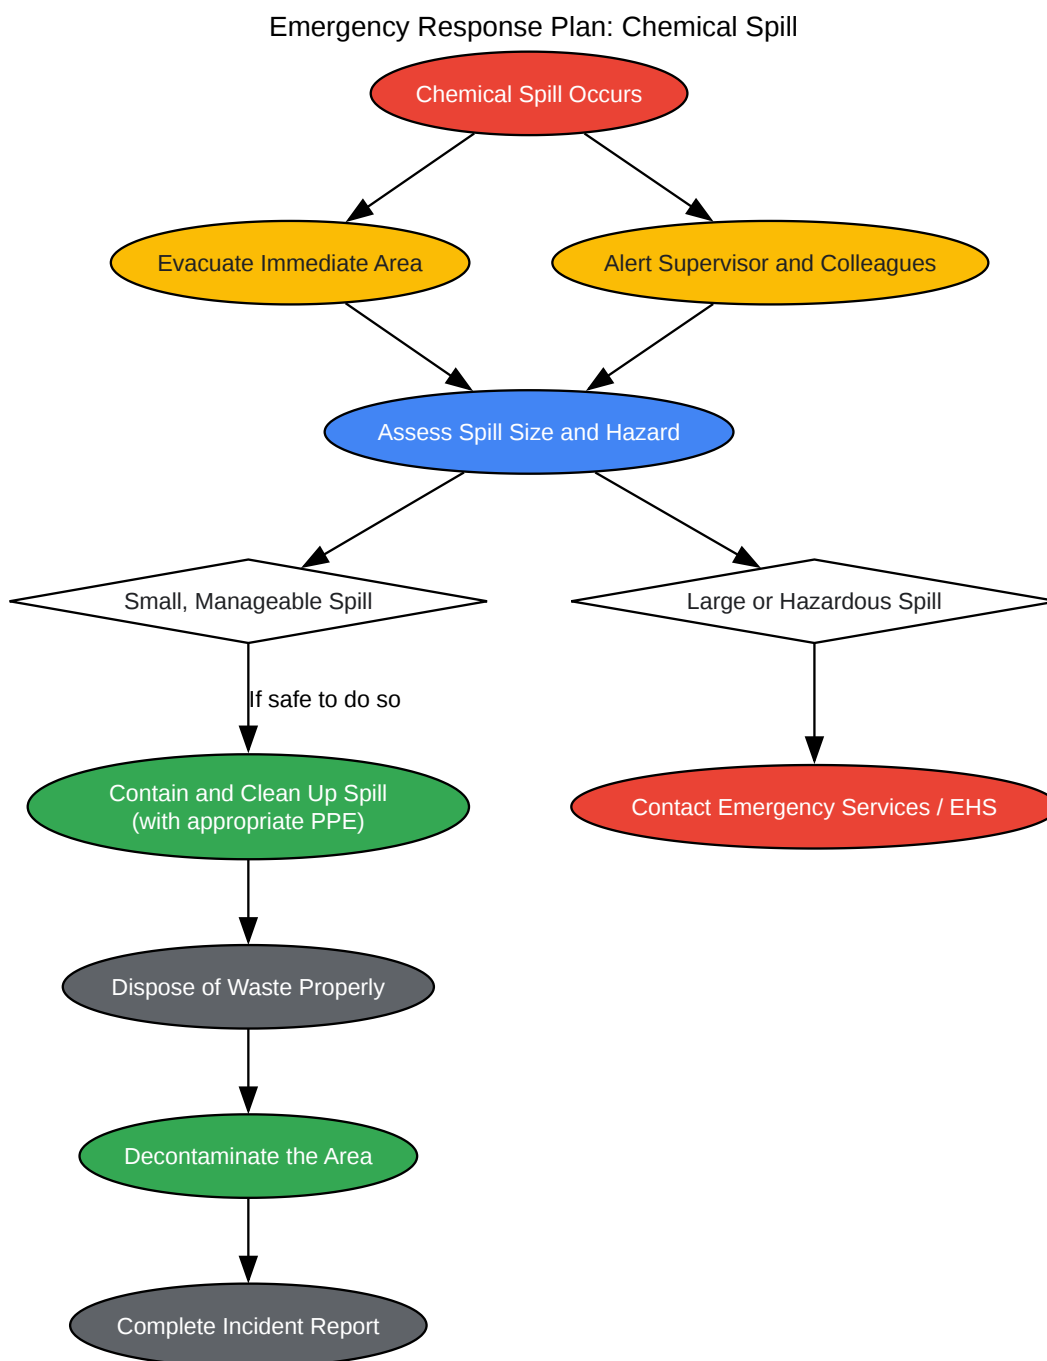 Emergency Response Plan: Chemical Spill
Chemical Spill Occurs
Evacuate Immediate Area
Alert Supervisor and Colleagues
Assess Spill Size and Hazard
Small, Manageable Spill
Large or Hazardous Spill
If safe to do so
Contain and Clean Up Spill
(with appropriate PPE)
Contact Emergency Services / EHS
Dispose of Waste Properly
Decontaminate the Area
Complete Incident Report